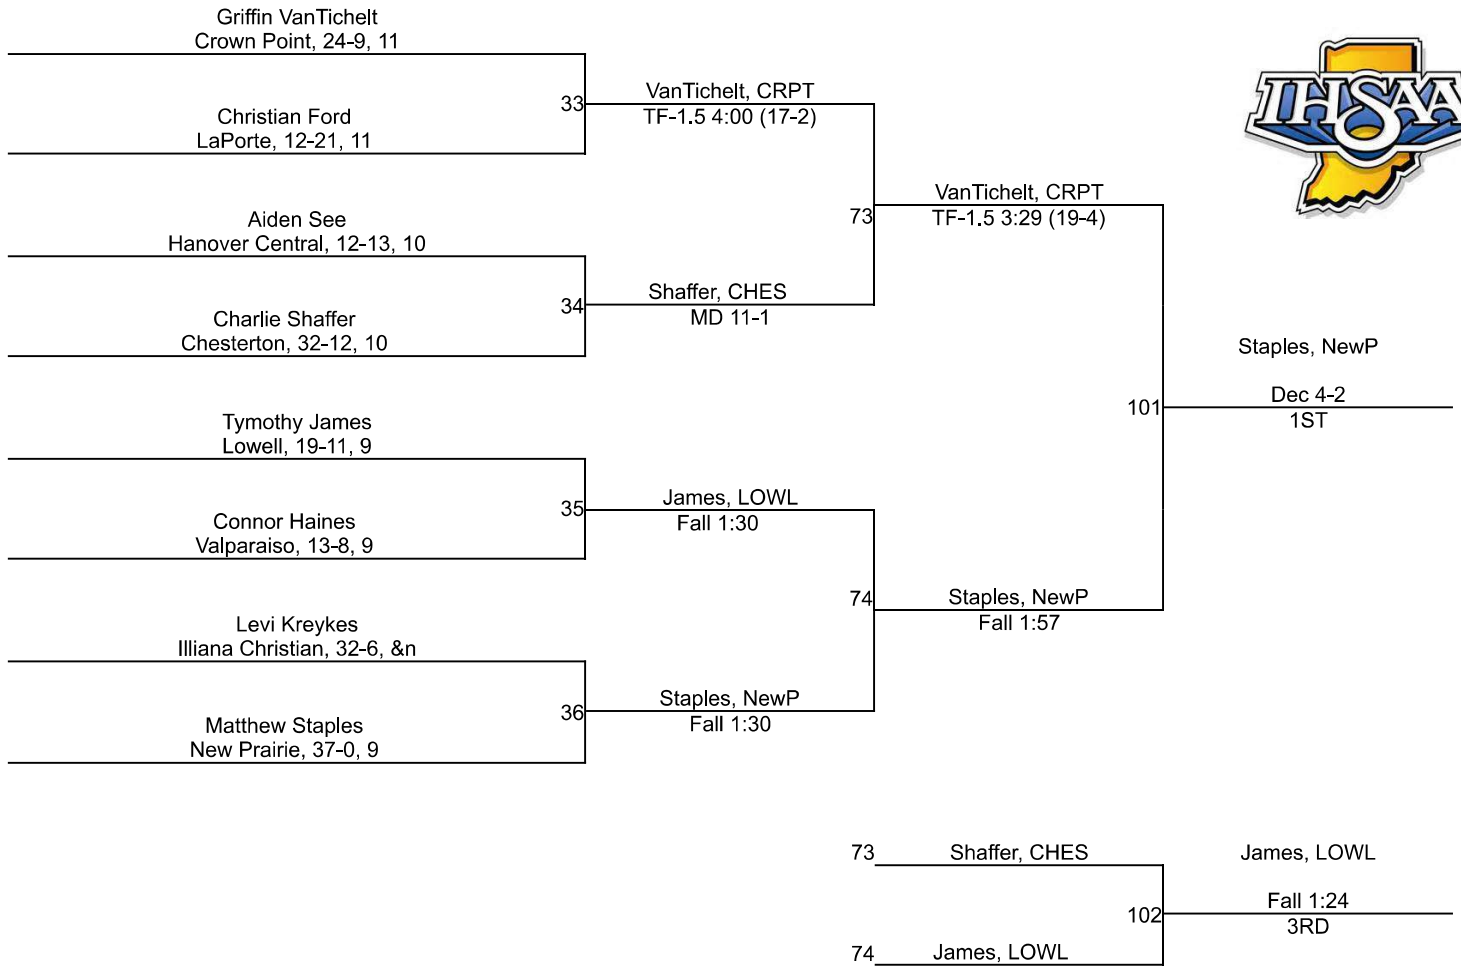 Griffin VanTichelt
Crown Point, 24-9, 11
Christian Ford
LaPorte, 12-21, 11
Aiden See
Hanover Central, 12-13, 10
Charlie Shaffer
Chesterton, 32-12, 10
Tymothy James
Lowell, 19-11, 9
Connor Haines
Valparaiso, 13-8, 9
Levi Kreykes
Illiana Christian, 32-6, &n
Matthew Staples
New Prairie, 37-0, 9
33
VanTichelt, CRPT
TF-1.5 4:00 (17-2)
34
Shaffer, CHES
MD 11-1
35
James, LOWL
Fall 1:30
36
Staples, NewP
Fall 1:30
73
VanTichelt, CRPT
TF-1.5 3:29 (19-4)
74
Staples, NewP
Fall 1:57
IHSAA
101
Staples, NewP
Dec 4-2
1ST
73
Shaffer, CHES
74
James, LOWL
102
James, LOWL
Fall 1:24
3RD